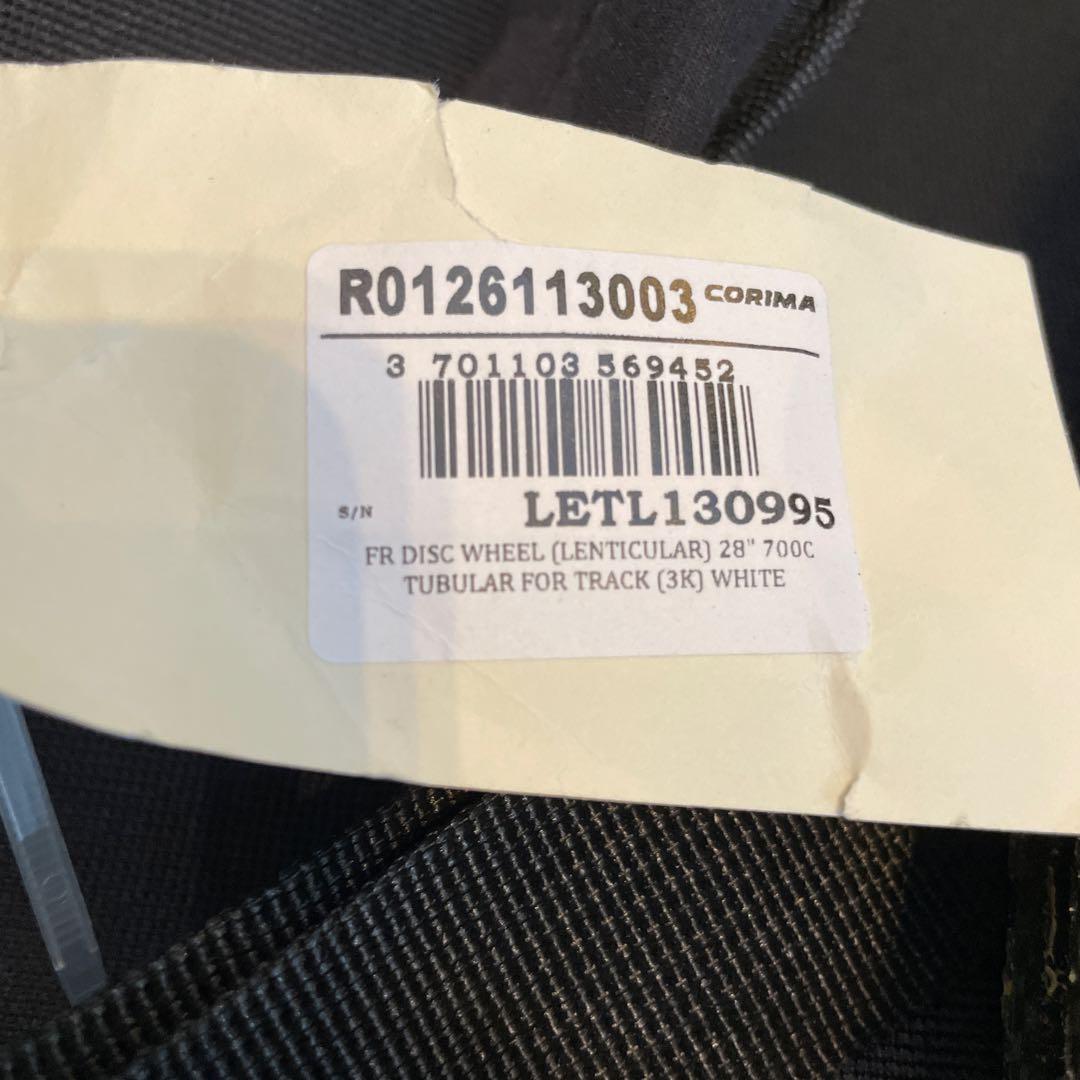 R0126113003 CORIMA
3 701103 569452
S/N LETL130995
FR DISC WHEEL (LENTICULAR) 28" 700C
TUBULAR FOR TRACK (3K) WHITE